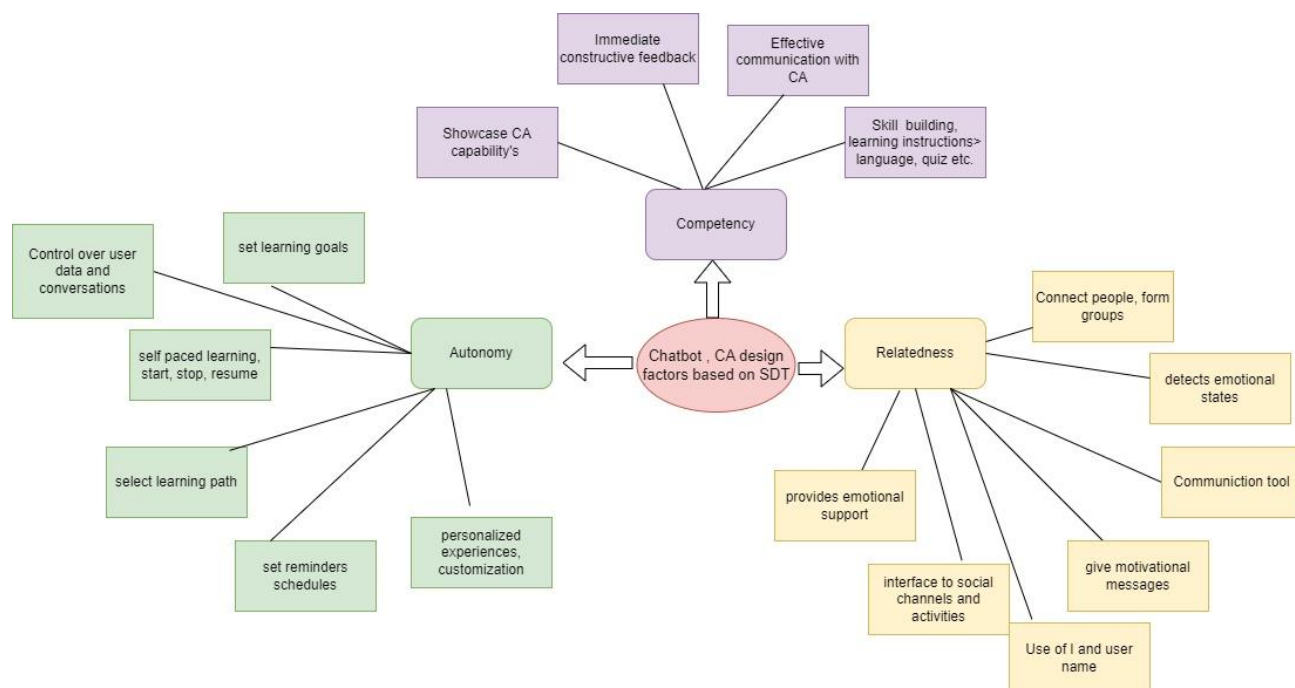 Immediate
constructive feedback
Effective
communication with
CA
Showcase CA
capability's
Skill building,
learning instructions>
language, quiz etc.
Competency
Control over user
data and
conversations
set learning goals
self paced learning,
start, stop, resume
Autonomy
select learning path
set reminders
schedules
personalized
experiences,
customization
Chatbot , CA design
factors based on SDT
Relatedness
Connect people, form
groups
detects emotional
states
Communiction tool
provides emotional
support
give motivational
messages
interface to social
channels and
activities
Use of I and user
name